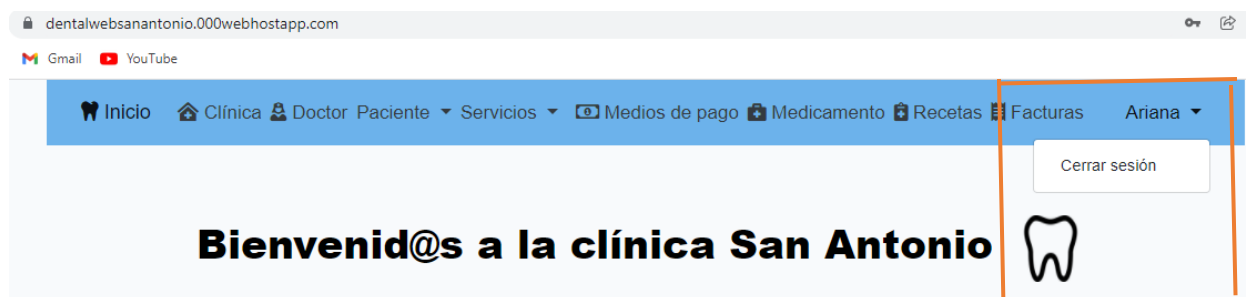 dentalwebsanantonio.000webhostapp.com
Gmail YouTube
Inicio Clínica Doctor Paciente Servicios Medios de pago Medicamento Recetas Facturas Ariana
Cerrar sesión
Bienvenid@s a la clínica San Antonio